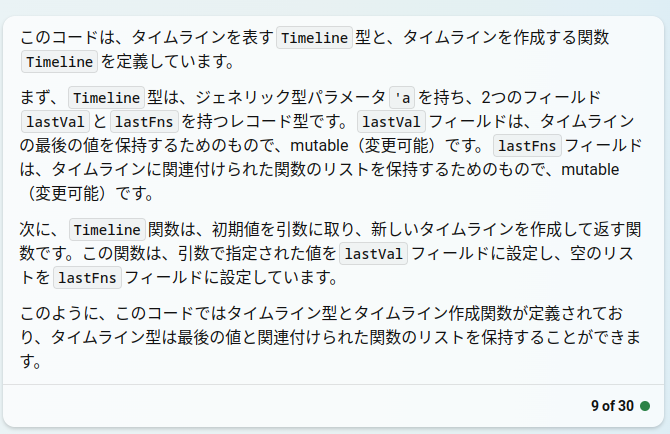 このコードは、タイムラインを表す Timeline 型と、タイムラインを作成する関数
Timeline を定義しています。
まず、 Timeline 型は、ジェネリック型パラメータ 'a を持ち、2つのフィールド
lastVal と lastFns を持つレコード型です。 lastVal フィールドは、タイムライン
の最後の値を保持するためのもので、mutable（変更可能）です。 lastFns フィールド
は、タイムラインに関連付けられた関数のリストを保持するためのもので、mutable
（変更可能）です。
次に、 Timeline 関数は、初期値を引数に取り、新しいタイムラインを作成して返す関
数です。この関数は、引数で指定された値を lastVal フィールドに設定し、空のリス
トを lastFns フィールドに設定しています。
このように、このコードではタイムライン型とタイムライン作成関数が定義されてお
り、タイムライン型は最後の値と関連付けられた関数のリストを保持することができま
す。
9 of 30